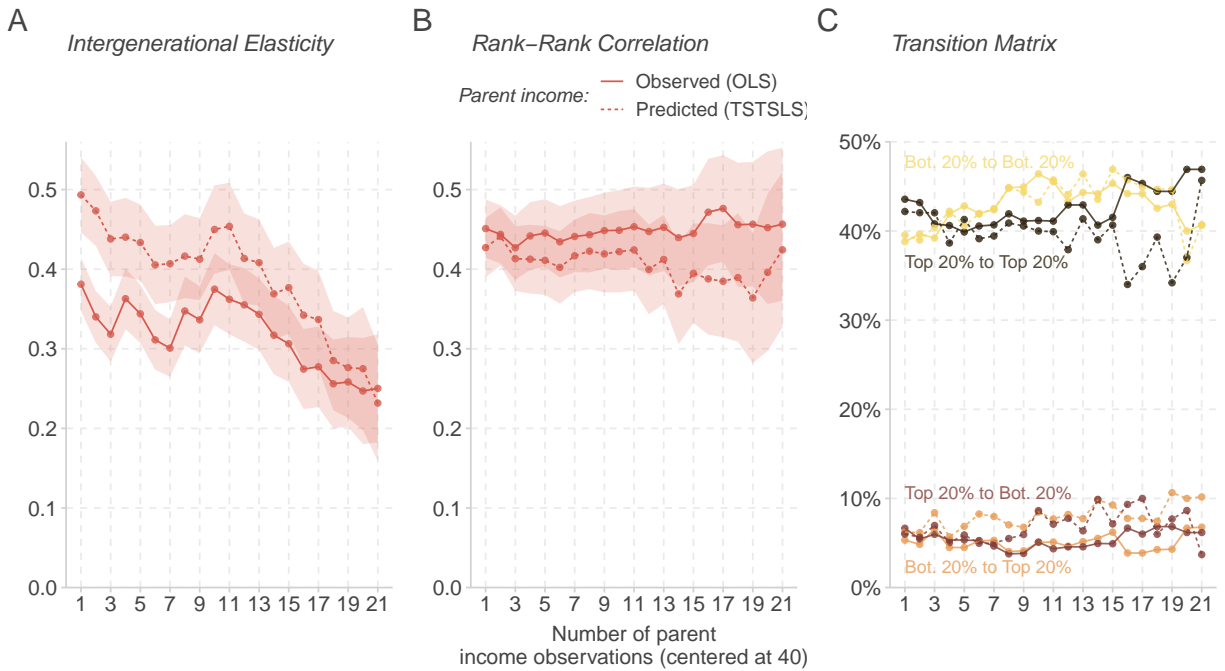 A
Intergenerational Elasticity
0.5
0.4
0.3
0.2
0.1
0.0
1 3 5 7 9 11 13 15 17 19 21
B
Rank−Rank Correlation
Parent income:
Observed (OLS)
Predicted (TSTSLS)
0.5
0.4
0.3
0.2
0.1
0.0
1 3 5 7 9 11 13 15 17 19 21
Number of parent
income observations (centered at 40)
C
Transition Matrix
50%
40%
30%
20%
10%
0%
Bot. 20% to Bot. 20%
Top 20% to Top 20%
Top 20% to Bot. 20%
Bot. 20% to Top 20%
1 3 5 7 9 11 13 15 17 19 21